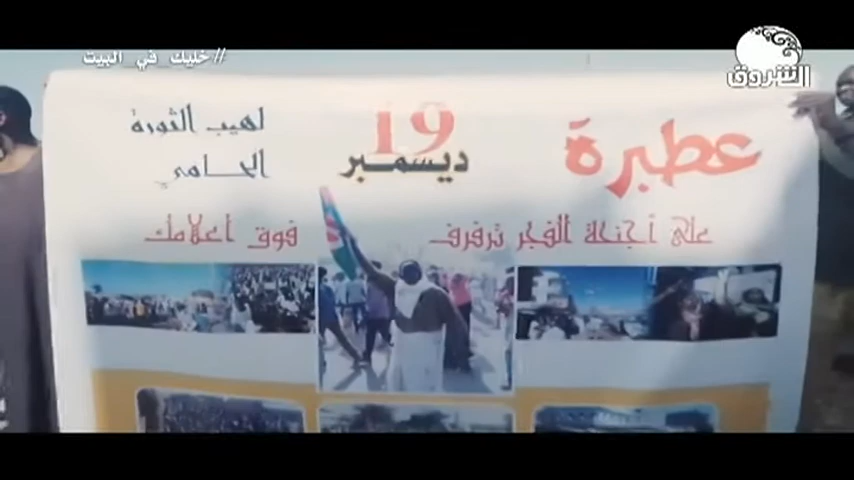 #خليك_في_البيت
الشروق
عطبرة
19
ديسمبر
لهيب الثورة
الحامي
على أجنحة الفجر ترفرف فوق أعلامك